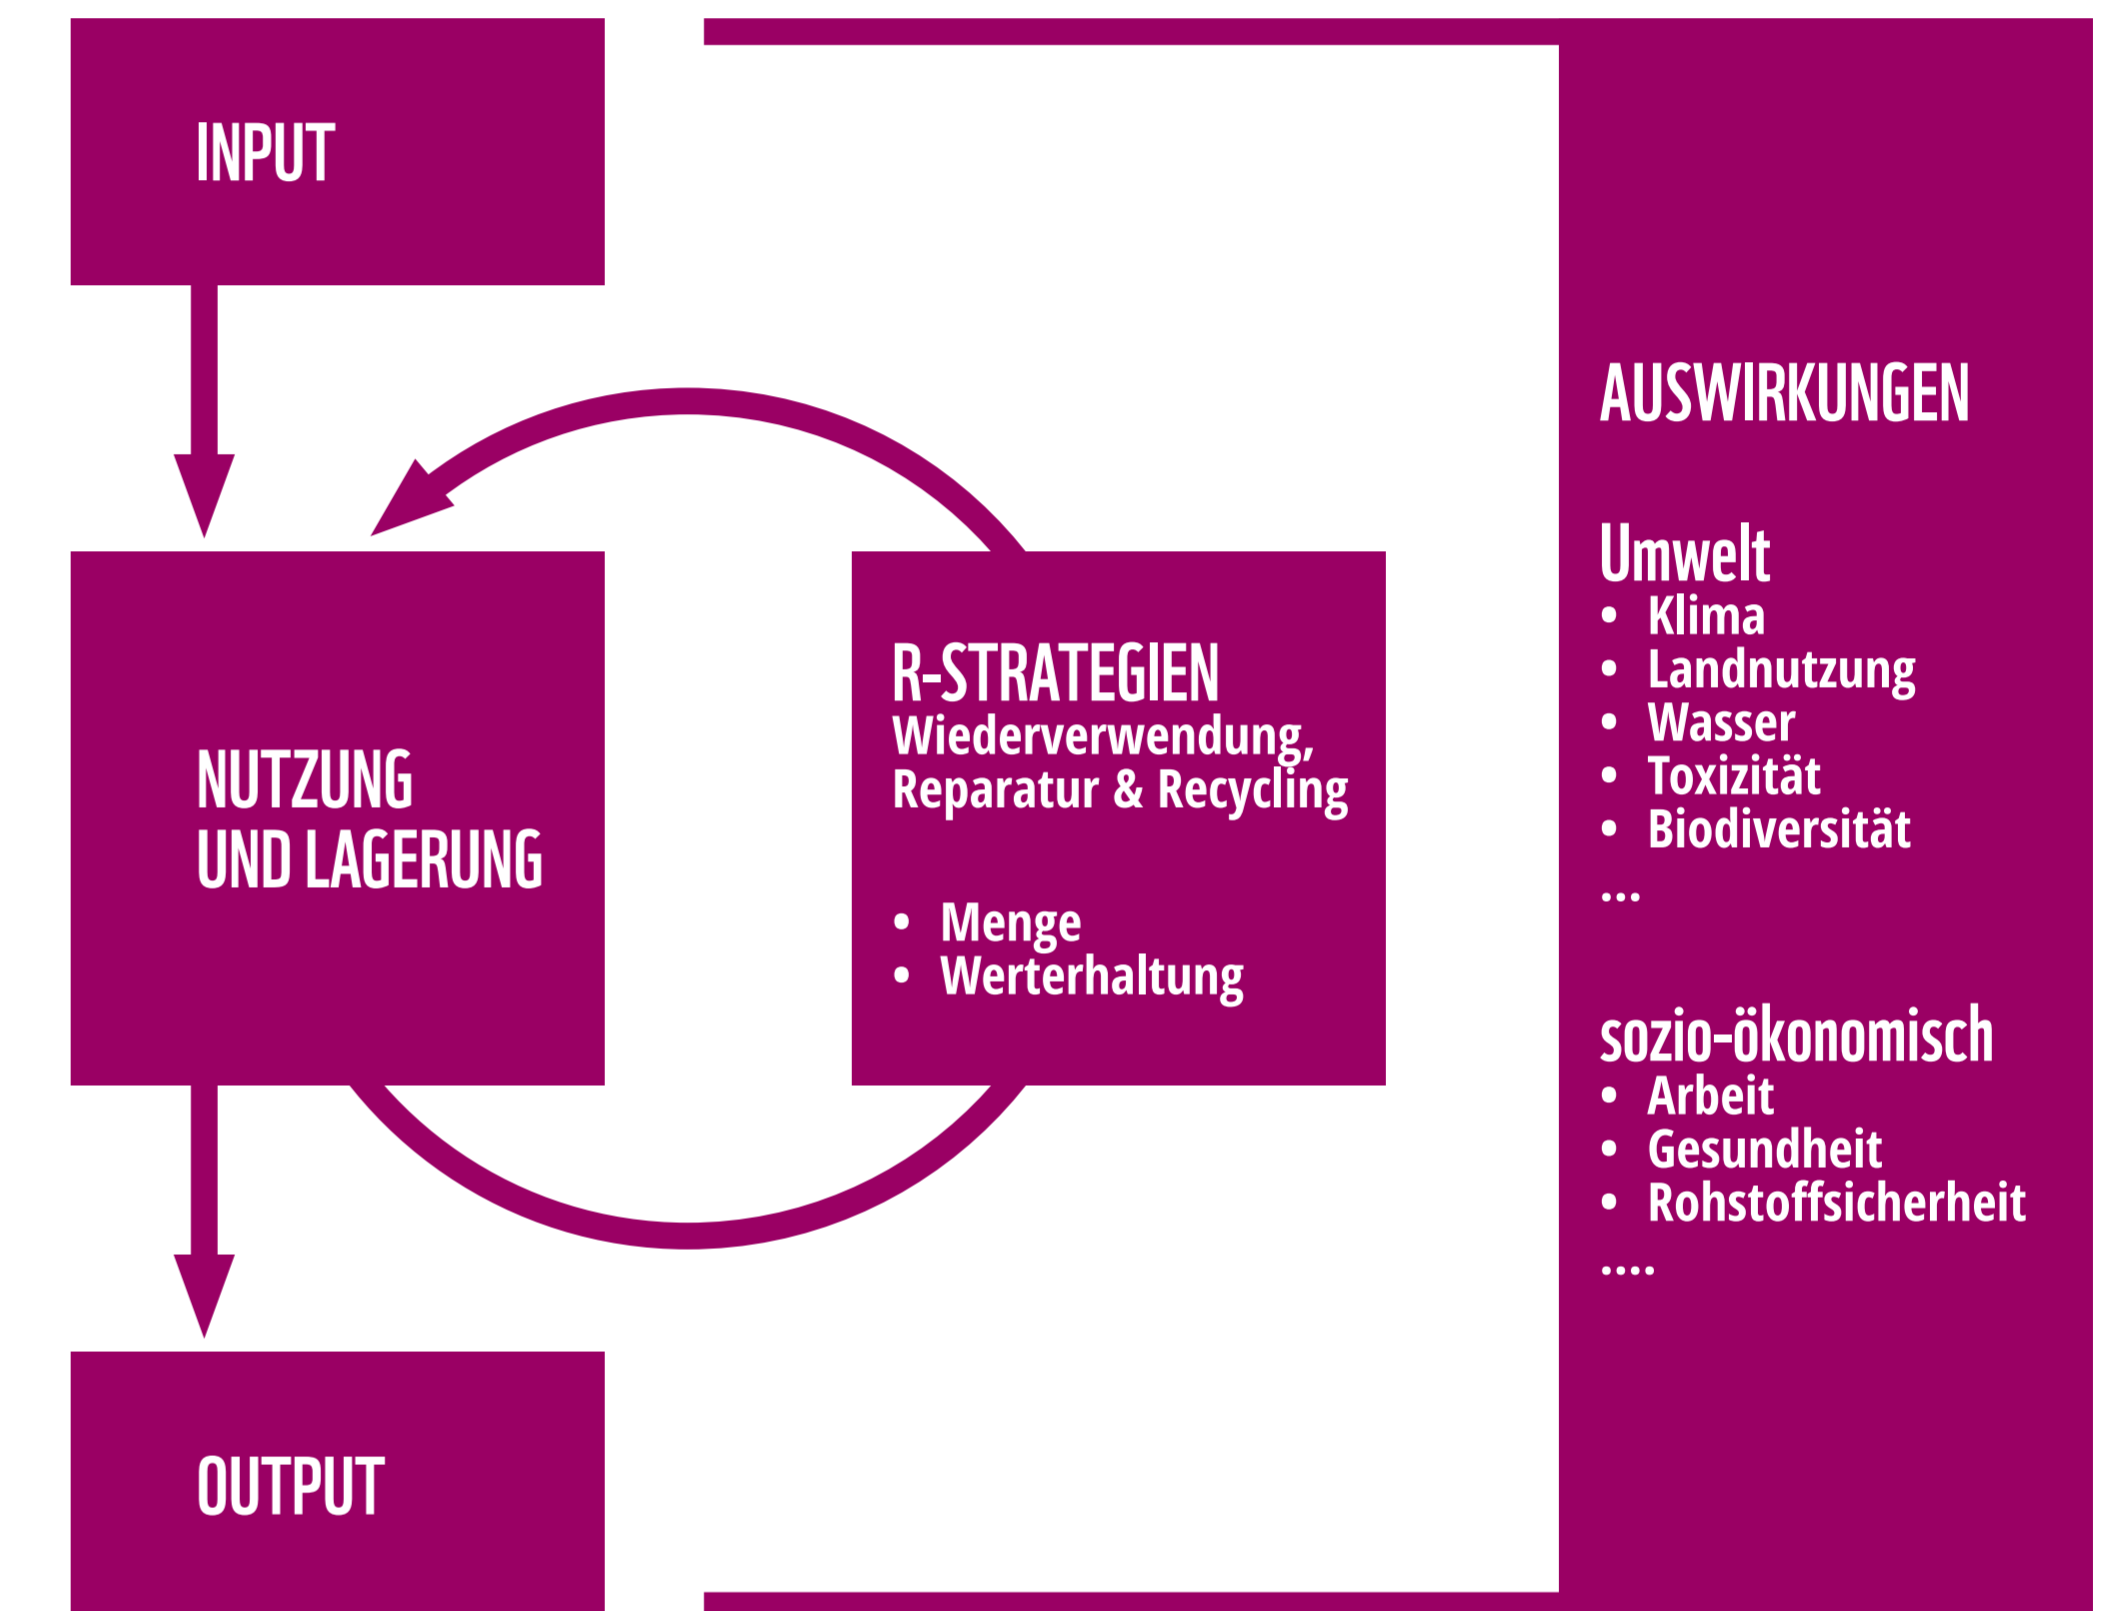 INPUT
NUTZUNG
UND LAGERUNG
OUTPUT
R-STRATEGIEN
Wiederverwendung,
Reparatur & Recycling
• Menge
• Werterhaltung
AUSWIRKUNGEN
Umwelt
• Klima
• Landnutzung
• Wasser
• Toxizität
• Biodiversität
...
sozio-ökonomisch
• Arbeit
• Gesundheit
• Rohstoffsicherheit
....